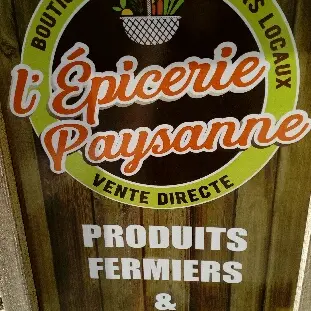 LOCAUX
l'Épicerie
Paysanne
VENTE DIRECTE
PRODUITS
FERMIERS
&